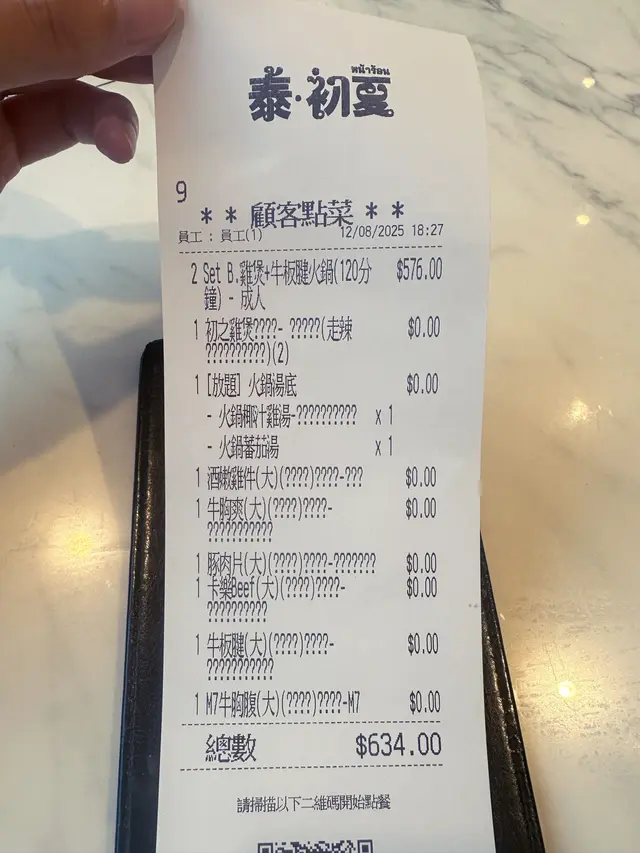 หน้าร้อน
泰·初夏
9
** 顧客點菜 **
員工 : 員工(1) 12/08/2025 18:27
2 Set B.雞煲+牛板腱火鍋(120分 $576.00
鐘) - 成人
1 初之雞煲????- ?????(走辣 $0.00
??????????)(2)
1 [放題] 火鍋湯底 $0.00
- 火鍋椰汁雞湯-?????????? x 1
- 火鍋蕃茄湯 x 1
1 酒嫩雞件(大)(????)????-??? $0.00
1 牛胸爽(大)(????)????- $0.00
???????????
1 豚肉片(大)(????)????-??????? $0.00
1 卡樂Beef(大)(????)????- $0.00
??????????
1 牛板腱(大)(????)????- $0.00
???????????
1 M7牛胸腹(大)(????)????-M7 $0.00
總數 $634.00
請掃描以下二維碼開始點餐